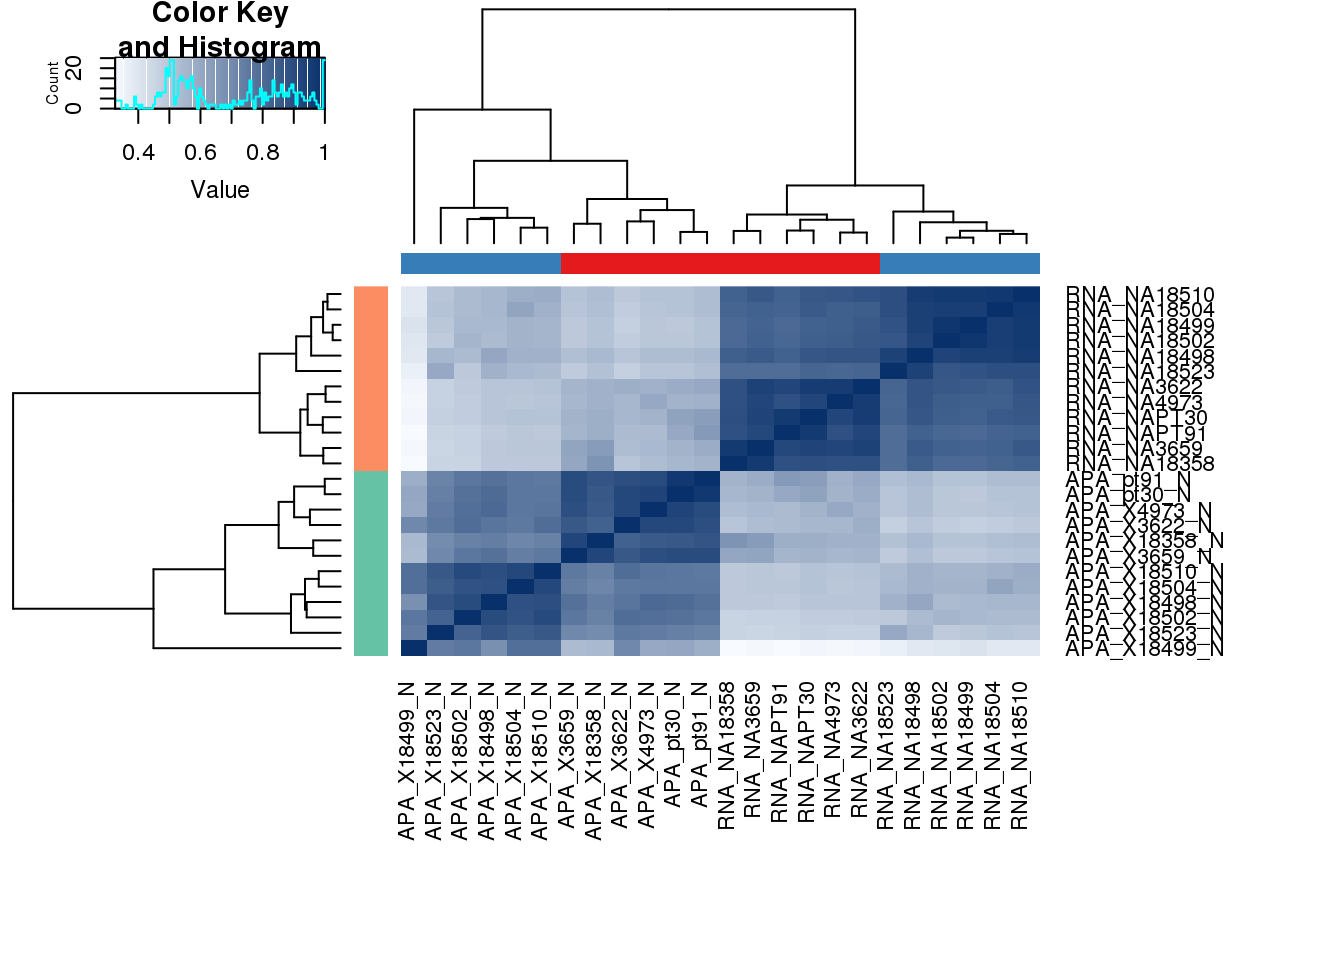 Color Key
and Histogram
Count
0 20
0.4 0.6 0.8 1
Value
RNA_NA18510
RNA_NA18504
RNA_NA18499
RNA_NA18502
RNA_NA18498
RNA_NA18523
RNA_NA3622
RNA_NA4973
RNA_NAPT30
RNA_NAPT91
RNA_NA3659
RNA_NA18358
APA_pt91_N
APA_pt30_N
APA_X4973_N
APA_X3622_N
APA_X18358_N
APA_X3659_N
APA_X18510_N
APA_X18504_N
APA_X18498_N
APA_X18502_N
APA_X18523_N
APA_X18499_N
APA_X18499_N
APA_X18523_N
APA_X18502_N
APA_X18498_N
APA_X18504_N
APA_X18510_N
APA_X3659_N
APA_X18358_N
APA_X3622_N
APA_X4973_N
APA_pt30_N
APA_pt91_N
RNA_NA18358
RNA_NA3659
RNA_NAPT91
RNA_NAPT30
RNA_NA4973
RNA_NA3622
RNA_NA18523
RNA_NA18498
RNA_NA18502
RNA_NA18499
RNA_NA18504
RNA_NA18510